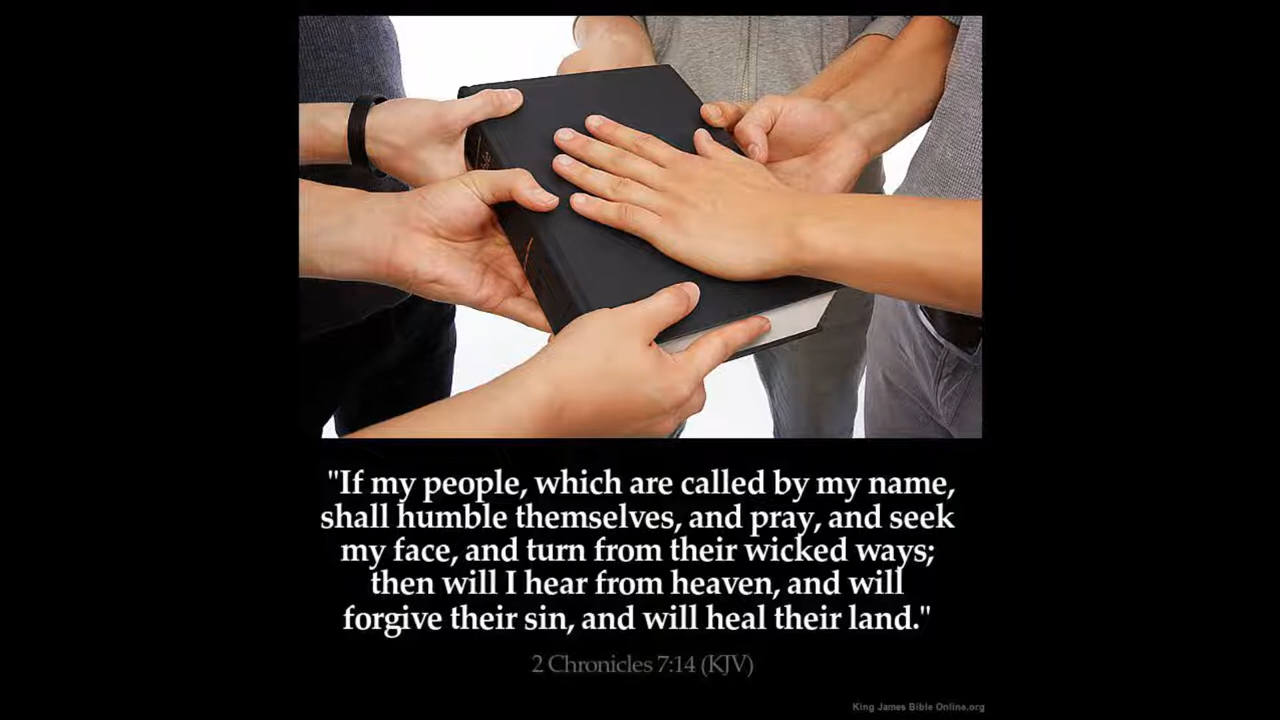 "If my people, which are called by my name,
shall humble themselves, and pray, and seek
my face, and turn from their wicked ways;
then will I hear from heaven, and will
forgive their sin, and will heal their land."
2 Chronicles 7:14 (KJV)
King James Bible Online.org